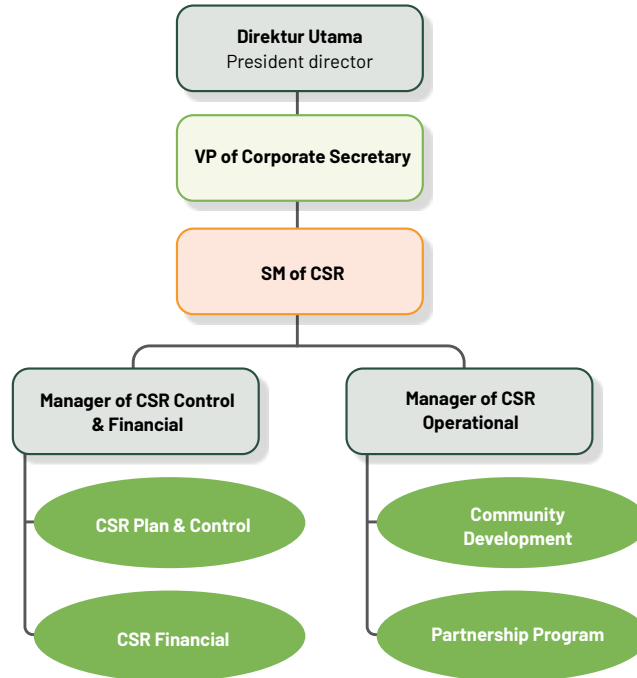 Direktur Utama
President director
VP of Corporate Secretary
SM of CSR
Manager of CSR Control
& Financial
Manager of CSR
Operational
CSR Plan & Control
Community
Development
CSR Financial
Partnership Program